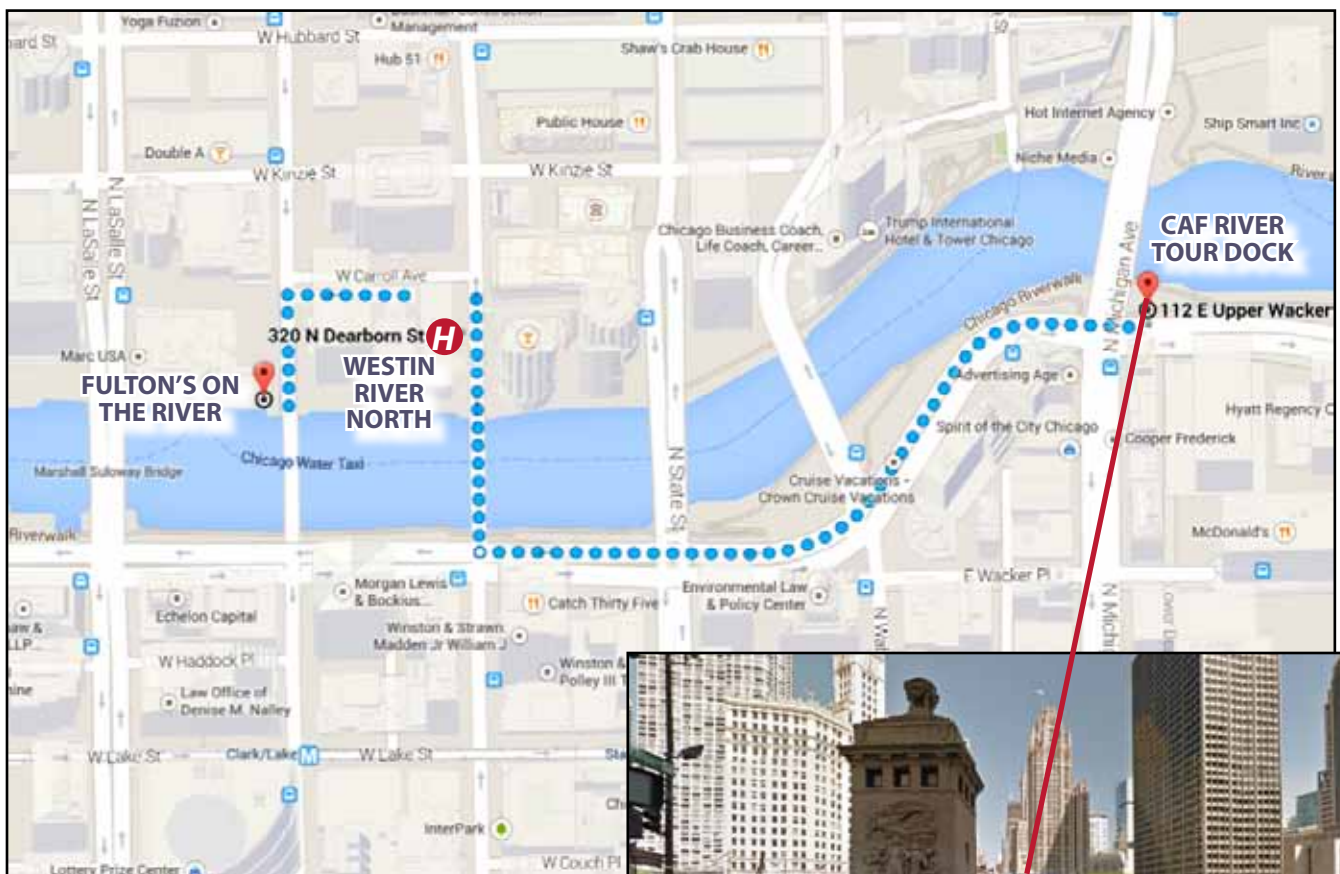 Yoga Fuzion
Management
W Hubbard St
Hub 51
Shaw's Crab House
Hot Internet Agency
Ship Smart Inc
Public House
Double A
W Kinzie St
W Kinzie St
Niche Media
N LaSalle St
N LaSalle St
Chicago Business Coach,
Life Coach, Career...
Trump International
Hotel & Tower Chicago
CAF RIVER
TOUR DOCK
N Michigan Ave
W Carroll Ave
Chicago Riverwalk
112 E Upper Wacker
320 N Dearborn St
H
WESTIN
RIVER
NORTH
Marc USA
FULTON'S ON
THE RIVER
Advertising Age
Hyatt Regency
Spirit of the City Chicago
Cooper Frederick
Marshall Suloway Bridge
Chicago Water Taxi
N State St
Cruise Vacations -
Crown Cruise Vacations
Riverwalk
McDonald's
Morgan Lewis
& Bockius...
Environmental Law
& Policy Center
E Wacker Pl
Echelon Capital
Catch Thirty Five
Winston & Strawn
Madden Jr William J
W Haddock Pl
Winston &
Polley III
Law Office of
Denise M. Nalley
W Lake St
Clark/Lake
M
W Lake St
InterPark
W Couch Pl
Lottery Prize Center